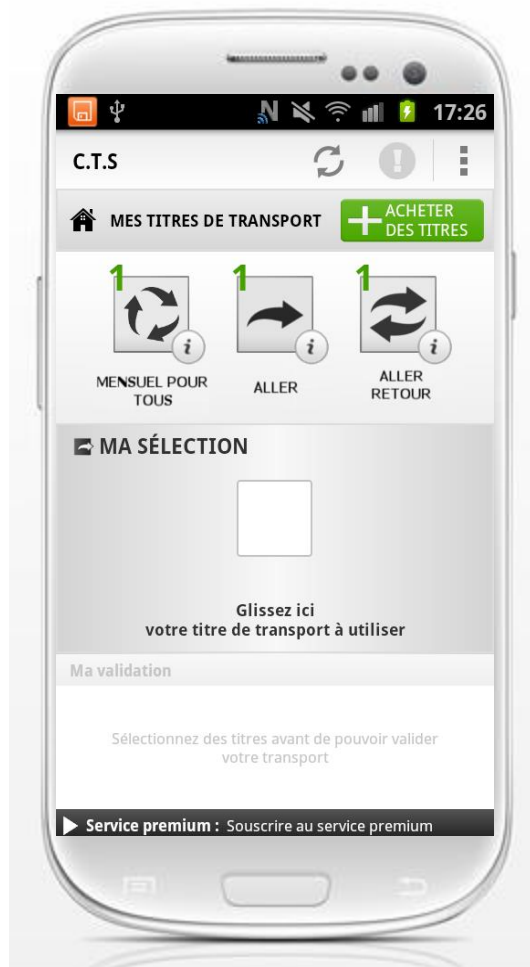 17:26
C.T.S
MES TITRES DE TRANSPORT
ACHETER
DES TITRES
1
1
1
i
i
i
MENSUEL POUR
TOUS
ALLER
ALLER
RETOUR
MA SÉLECTION
Glissez ici
votre titre de transport à utiliser
Ma validation
Sélectionnez des titres avant de pouvoir valider
votre transport
Service premium : Souscrire au service premium